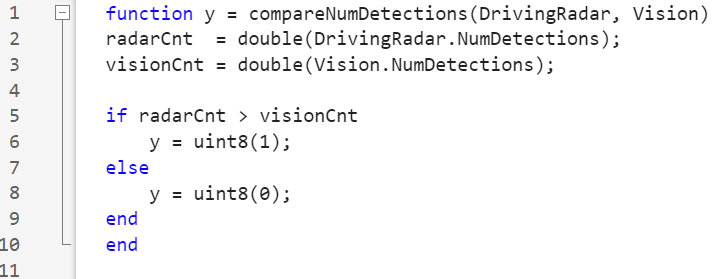 1 function y = compareNumDetections(DrivingRadar, Vision)
2 radarCnt  = double(DrivingRadar.NumDetections);
3 visionCnt = double(Vision.NumDetections);
4
5 if radarCnt > visionCnt
6     y = uint8(1);
7 else
8     y = uint8(0);
9 end
10 end
11